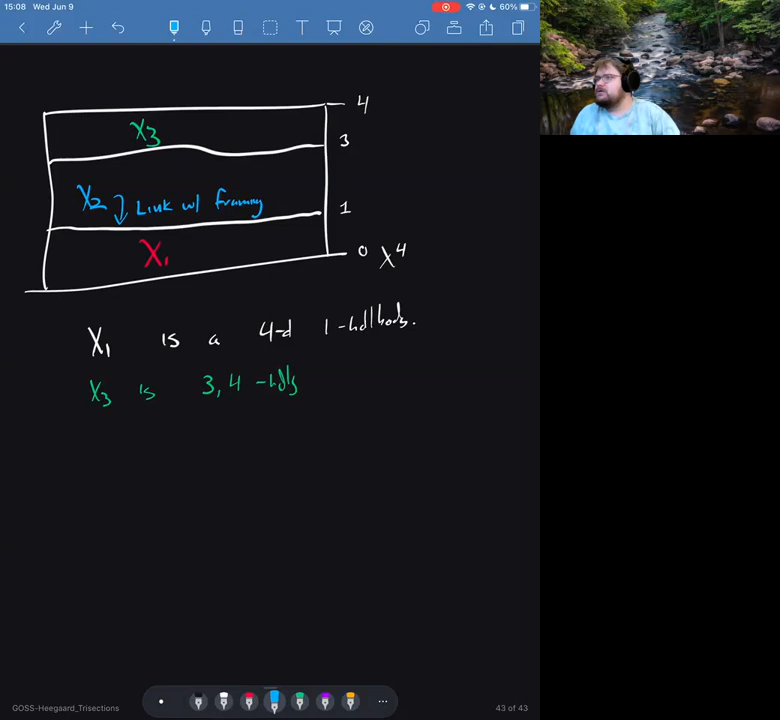 15:08 Wed Jun 9
60%
4
X3
3
X2 Link w/ framing
1
X1
0 X⁴
X1 is a 4-d 1-hdlbody.
X3 is 3,4-hdls
GOSS-Heegaard_Trisections
43 of 43